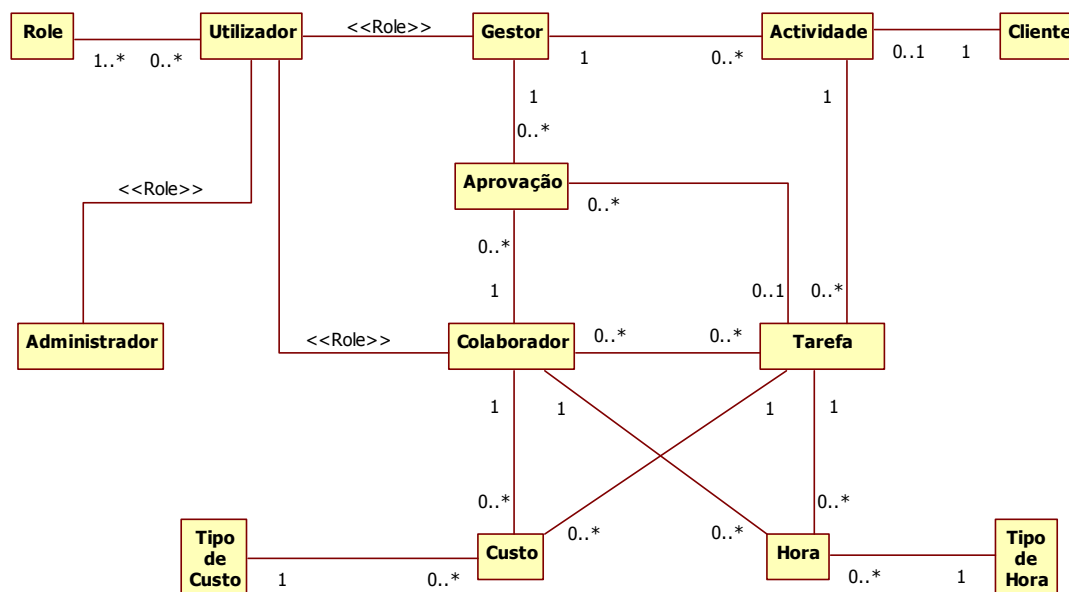 Role
Utilizador
<<Role>>
Gestor
Actividade
Cliente
1..*
0..*
1
0..*
0..1
1
1
1
0..*
Aprovação
<<Role>>
0..*
0..*
1
0..1
0..*
Administrador
<<Role>>
Colaborador
0..*
0..*
Tarefa
1
1
1
1
0..*
0..*
0..*
0..*
Tipo
de
Custo
1
0..*
Custo
Hora
0..*
1
Tipo
de
Hora